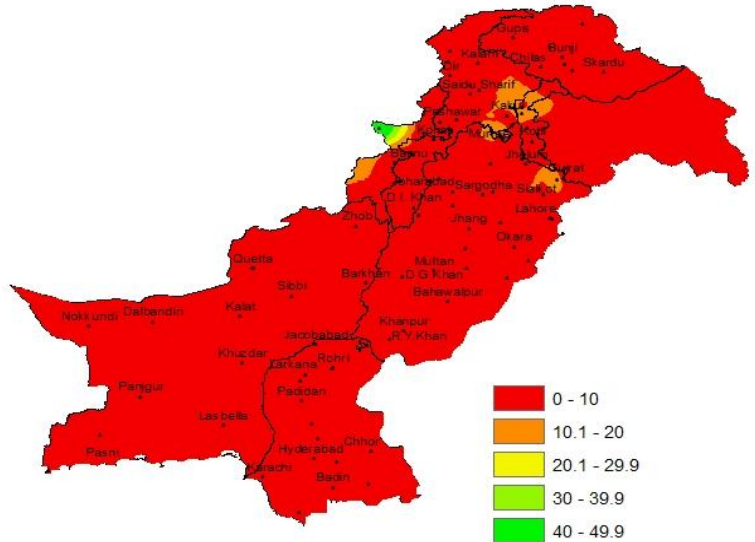 Gupis
Bunji
Kalam
Chilas
Skardu
Dir
Saidu Sharif
Kakul
Peshawar
Kohat
Murree
Kotli
Bannu
Jhelum
Gujrat
Sialkot
Sargodha
D.I. Khan
Lahore
Zhob
Jhang
Okara
Quetta
Multan
Barkhan
D.G.Khan
Sibbi
Bahawalpur
Nokkundi
Dalbandin
Kalat
Khanpur
Jacobabad
R.Y.Khan
Khuzdar
Rohri
Larkana
Panjgur
Padidan
Lasbella
Chhor
Pasni
Hyderabad
Karachi
Badin
0 - 10
10.1 - 20
20.1 - 29.9
30 - 39.9
40 - 49.9